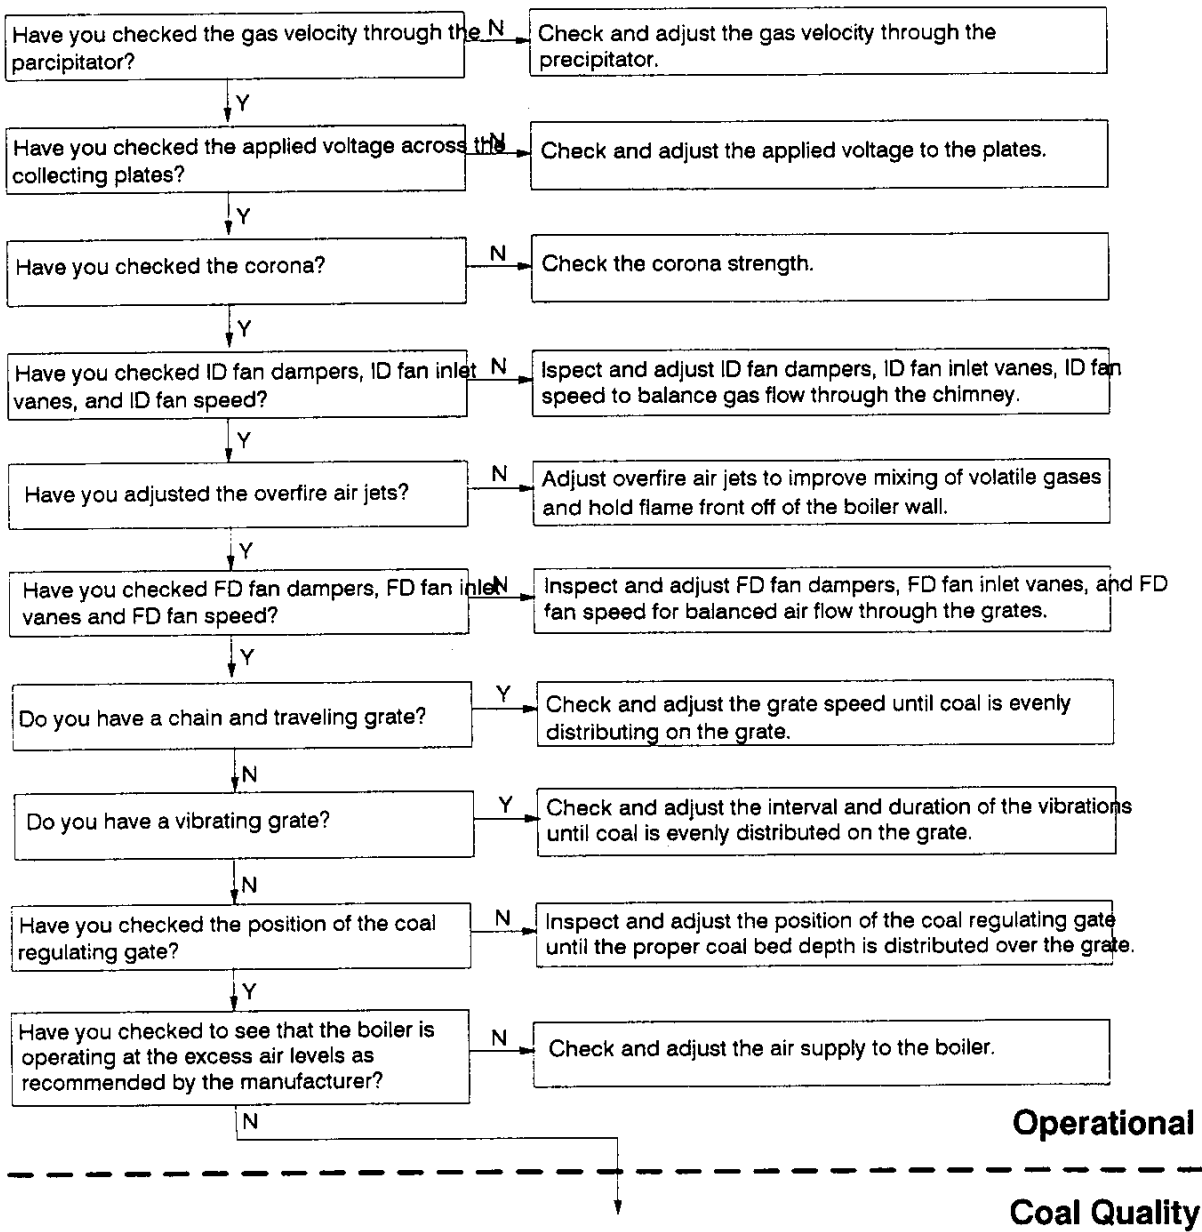 Have you checked the gas velocity through the
parcipitator?
N
Check and adjust the gas velocity through the
precipitator.
Y
Have you checked the applied voltage across the
collecting plates?
N
Check and adjust the applied voltage to the plates.
Y
Have you checked the corona?
N
Check the corona strength.
Y
Have you checked ID fan dampers, ID fan inlet
vanes, and ID fan speed?
N
Ispect and adjust ID fan dampers, ID fan inlet vanes, ID fan
speed to balance gas flow through the chimney.
Y
Have you adjusted the overfire air jets?
N
Adjust overfire air jets to improve mixing of volatile gases
and hold flame front off of the boiler wall.
Y
Have you checked FD fan dampers, FD fan inlet
vanes and FD fan speed?
N
Inspect and adjust FD fan dampers, FD fan inlet vanes, and FD
fan speed for balanced air flow through the grates.
Y
Do you have a chain and traveling grate?
Y
Check and adjust the grate speed until coal is evenly
distributing on the grate.
N
Do you have a vibrating grate?
Y
Check and adjust the interval and duration of the vibrations
until coal is evenly distributed on the grate.
N
Have you checked the position of the coal
regulating gate?
N
Inspect and adjust the position of the coal regulating gate
until the proper coal bed depth is distributed over the grate.
Y
Have you checked to see that the boiler is
operating at the excess air levels as
recommended by the manufacturer?
N
Check and adjust the air supply to the boiler.
N
Operational
Coal Quality